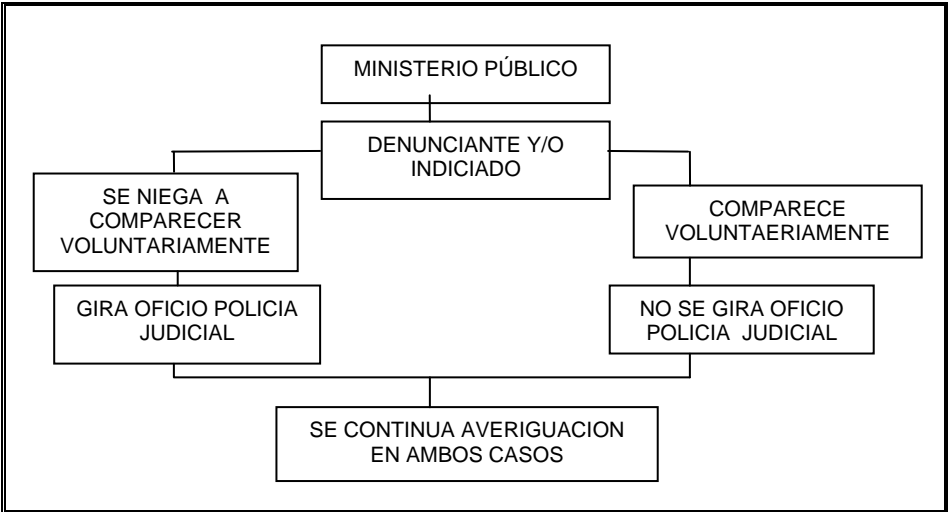 MINISTERIO PÚBLICO
DENUNCIANTE Y/O
INDICIADO
SE NIEGA A
COMPARECER
VOLUNTARIAMENTE
COMPARECE
VOLUNTAERIAMENTE
GIRA OFICIO POLICIA
JUDICIAL
NO SE GIRA OFICIO
POLICIA JUDICIAL
SE CONTINUA AVERIGUACION
EN AMBOS CASOS